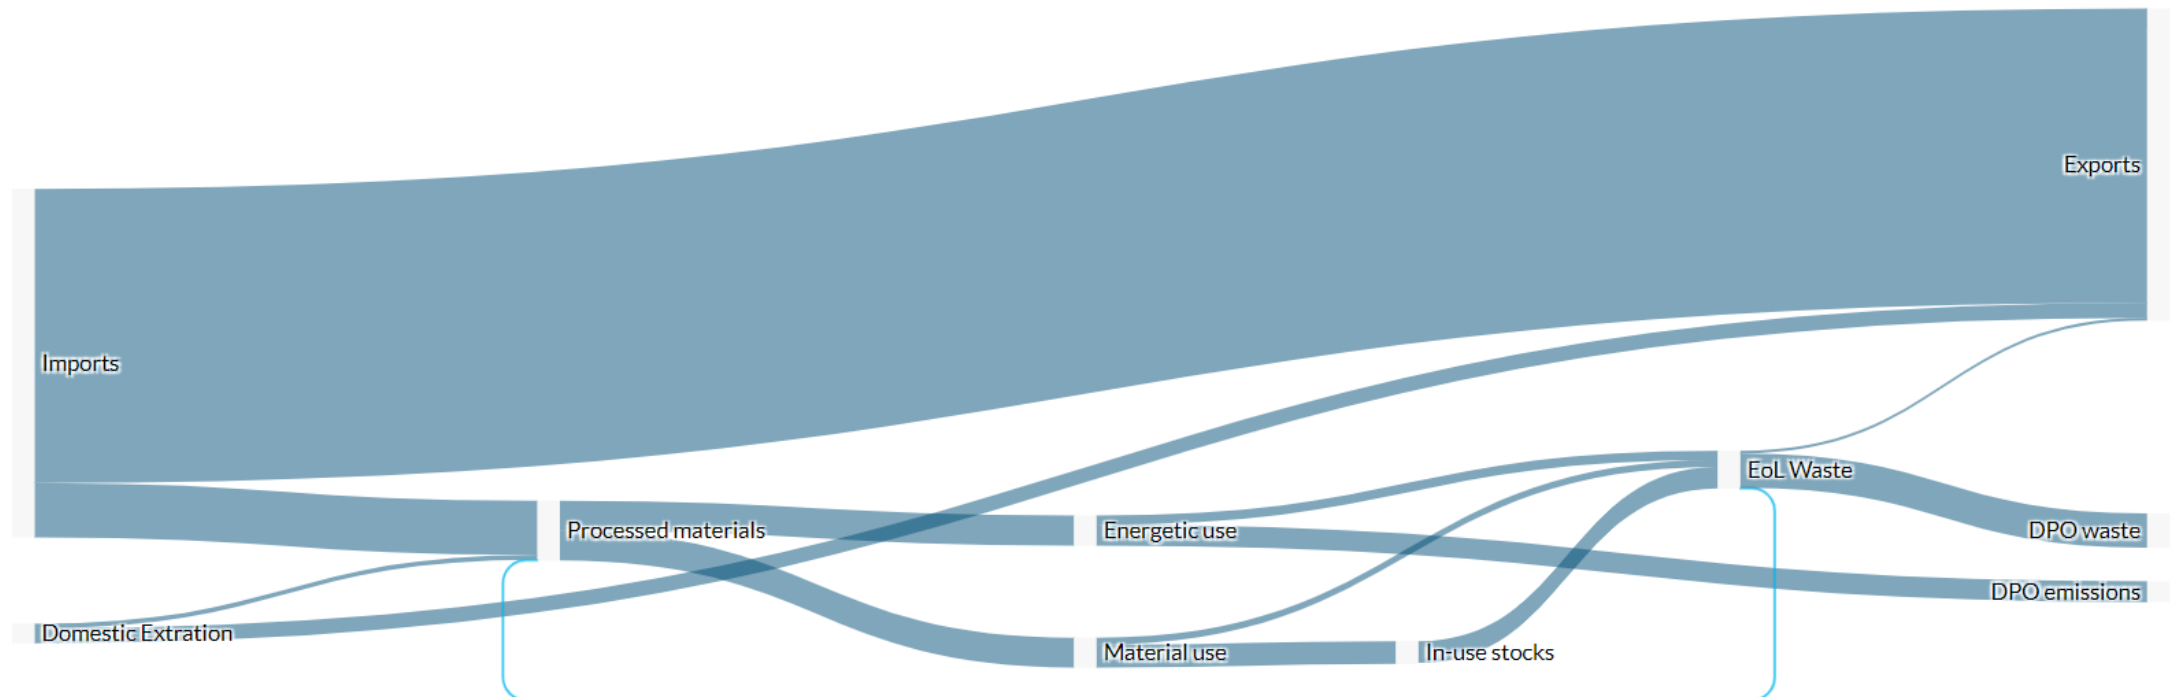 Exports
Imports
EoL Waste
Processed materials
Energetic use
DPO waste
DPO emissions
Domestic Extration
Material use
In-use stocks